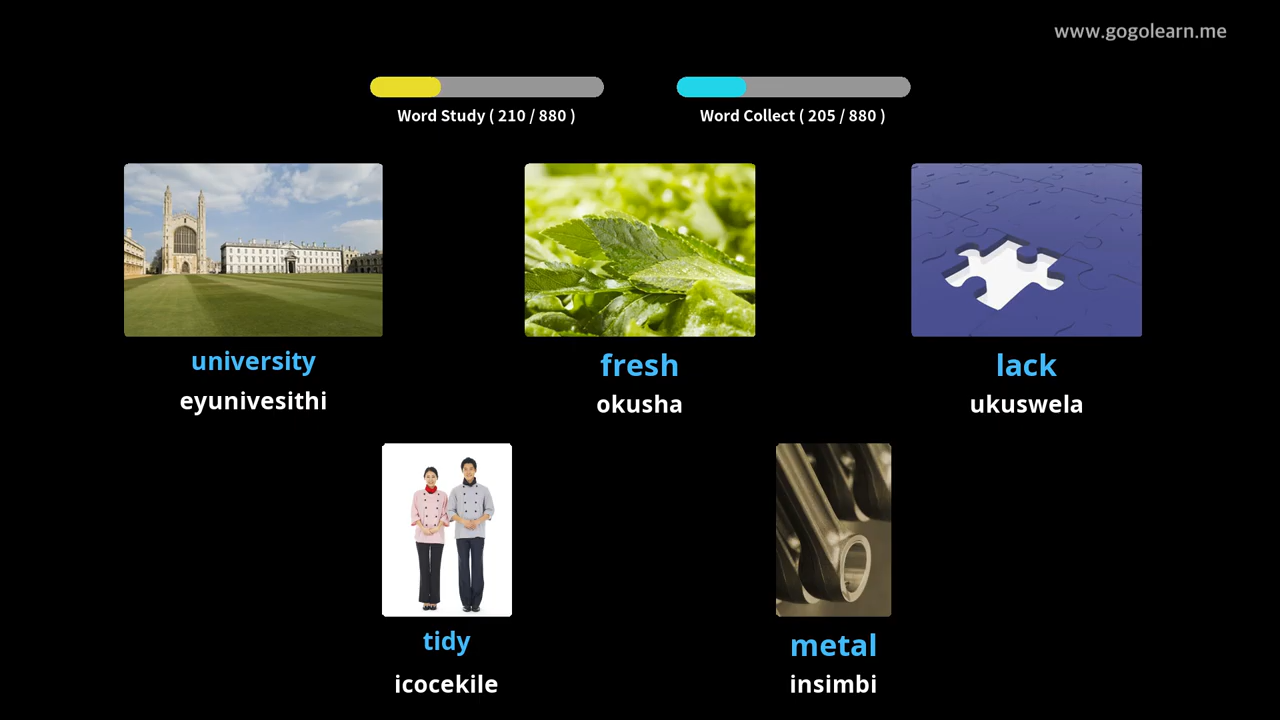 www.gogolearn.me
Word Study ( 210 / 880 )
Word Collect ( 205 / 880 )
university
eyunivesithi
fresh
okusha
lack
ukuswela
tidy
icocekile
metal
insimbi